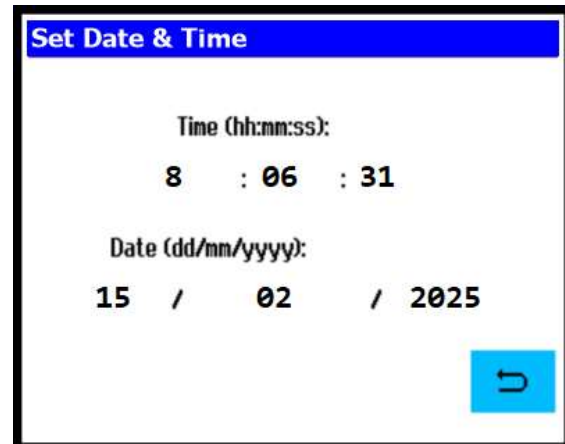 Set Date & Time
Time (hh:mm:ss):
8 : 06 : 31
Date (dd/mm/yyyy):
15 / 02 / 2025